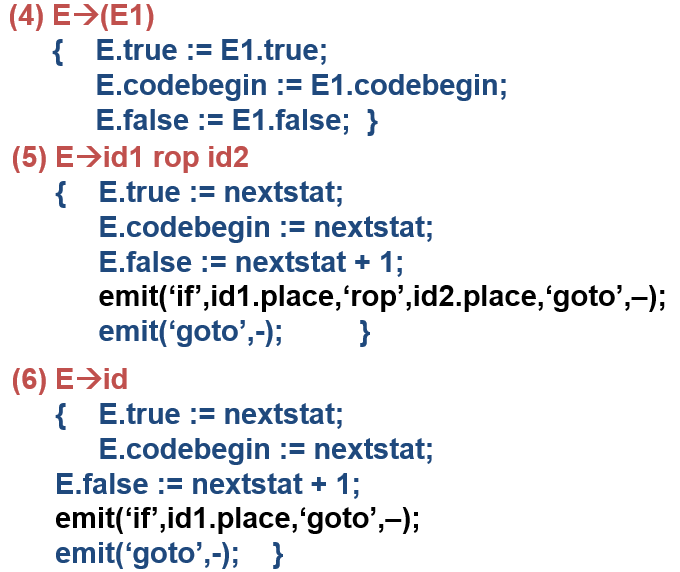 (4) E→(E1)
{ E.true := E1.true;
E.codebegin := E1.codebegin;
E.false := E1.false; }
(5) E→id1 rop id2
{ E.true := nextstat;
E.codebegin := nextstat;
E.false := nextstat + 1;
emit(‘if’,id1.place,‘rop’,id2.place,‘goto’,–);
emit(‘goto’,-); }
(6) E→id
{ E.true := nextstat;
E.codebegin := nextstat;
E.false := nextstat + 1;
emit(‘if’,id1.place,‘goto’,–);
emit(‘goto’,-); }